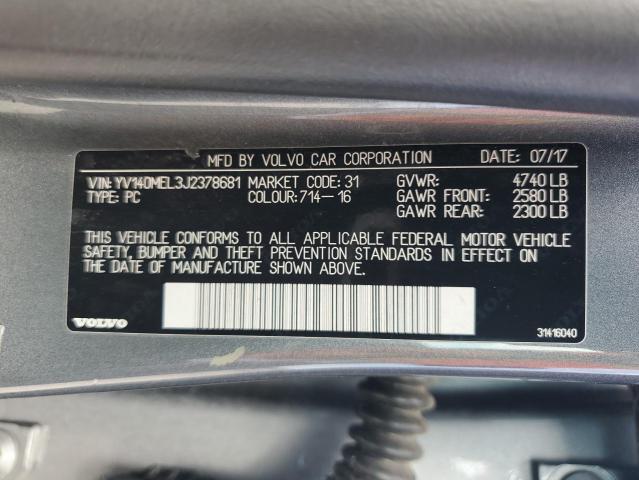 MFD BY VOLVO CAR CORPORATION DATE: 07/17
VIN: YV140MEL3J2378681 MARKET CODE: 31 GVWR: 4740 LB
TYPE: PC COLOUR: 714-16 GAWR FRONT: 2580 LB
GAWR REAR: 2300 LB
THIS VEHICLE CONFORMS TO ALL APPLICABLE FEDERAL MOTOR VEHICLE
SAFETY, BUMPER AND THEFT PREVENTION STANDARDS IN EFFECT ON
THE DATE OF MANUFACTURE SHOWN ABOVE.
VOLVO 31416040